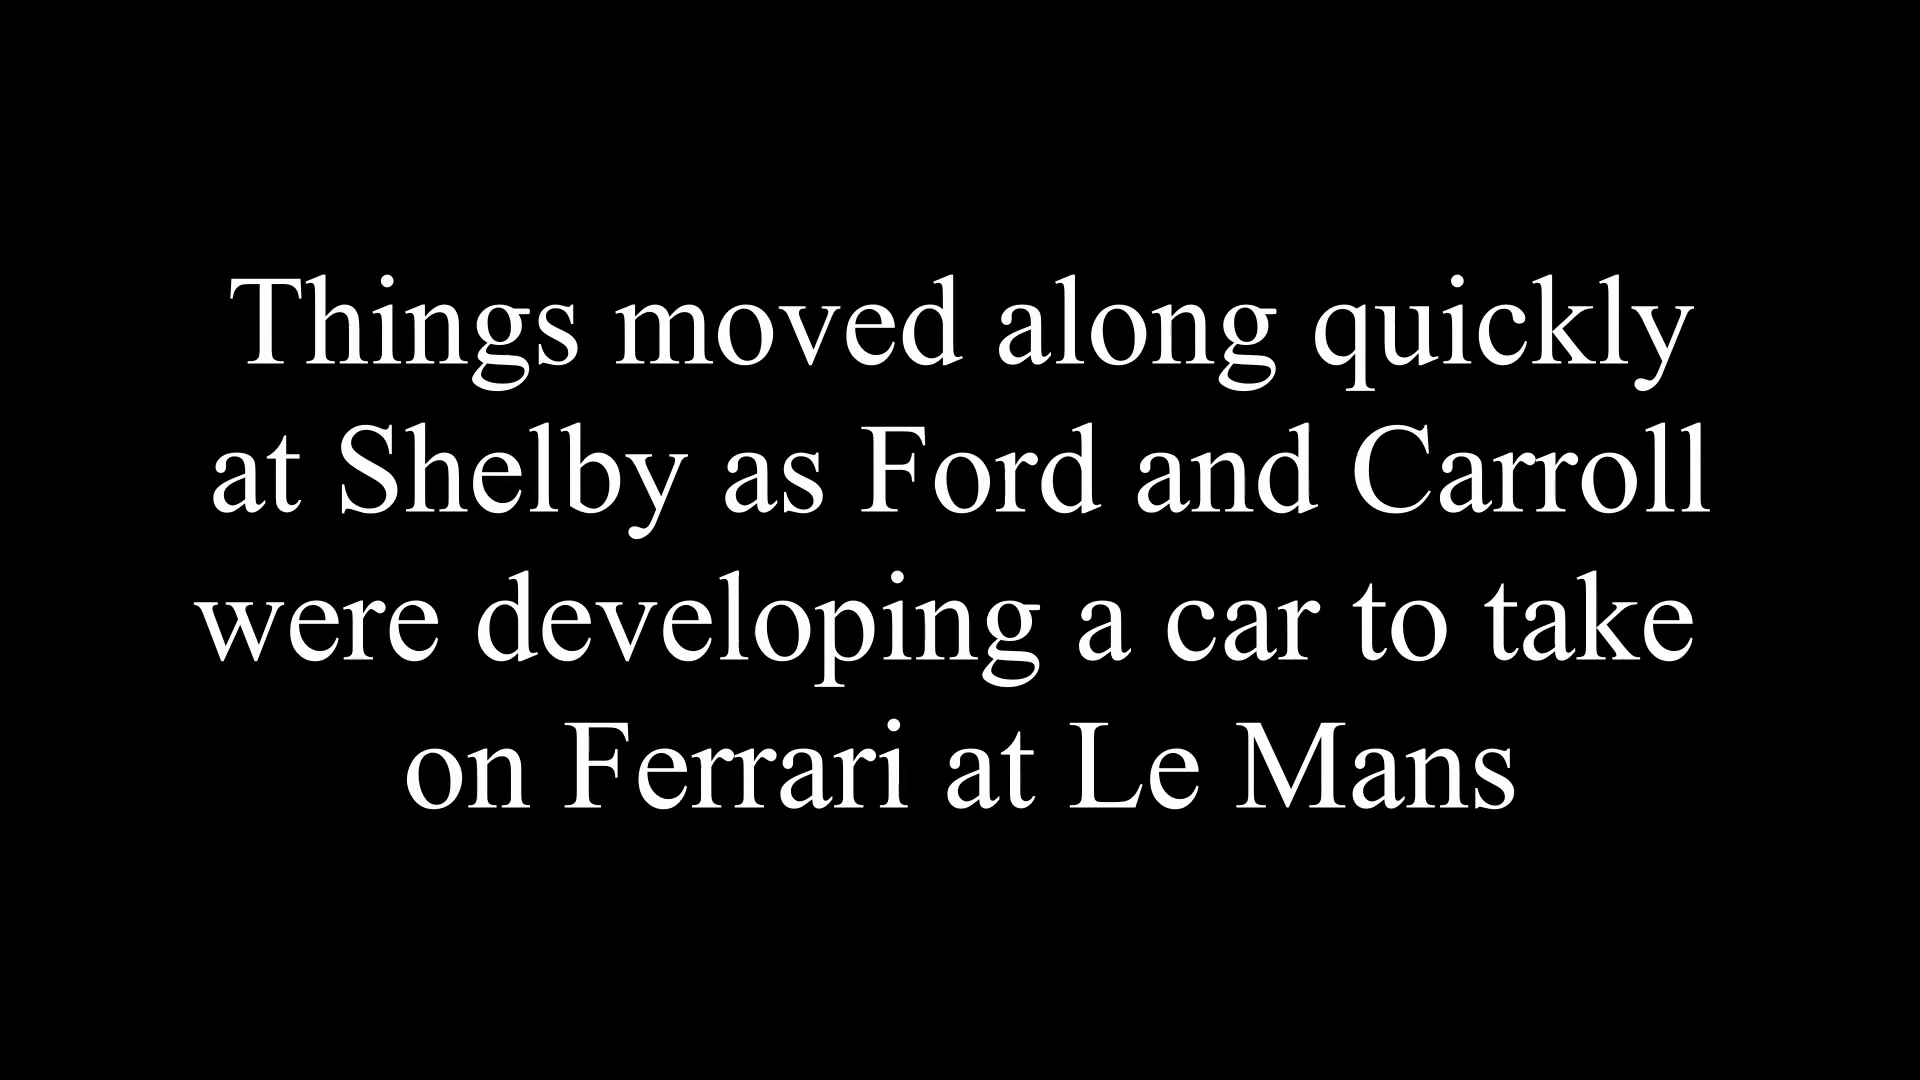 Things moved along quickly
at Shelby as Ford and Carroll
were developing a car to take
on Ferrari at Le Mans